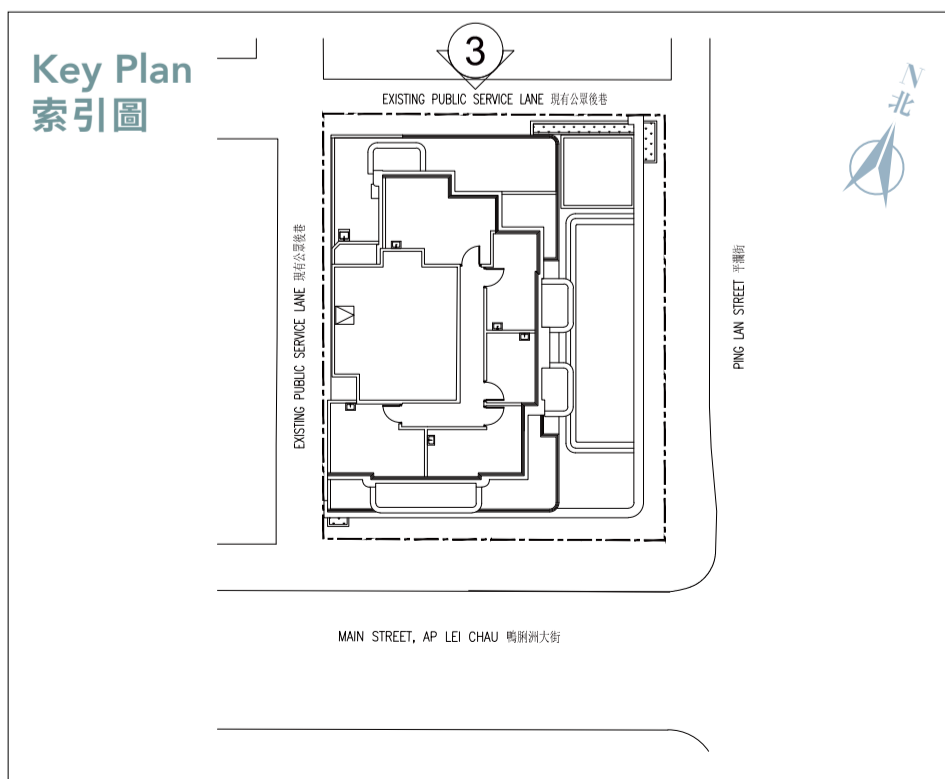 Key Plan
索引圖
3
N
北
EXISTING PUBLIC SERVICE LANE 現有公眾後巷
EXISTING PUBLIC SERVICE LANE 現有公眾後巷
PING LAN STREET 平瀾街
MAIN STREET, AP LEI CHAU 鴨脷洲大街